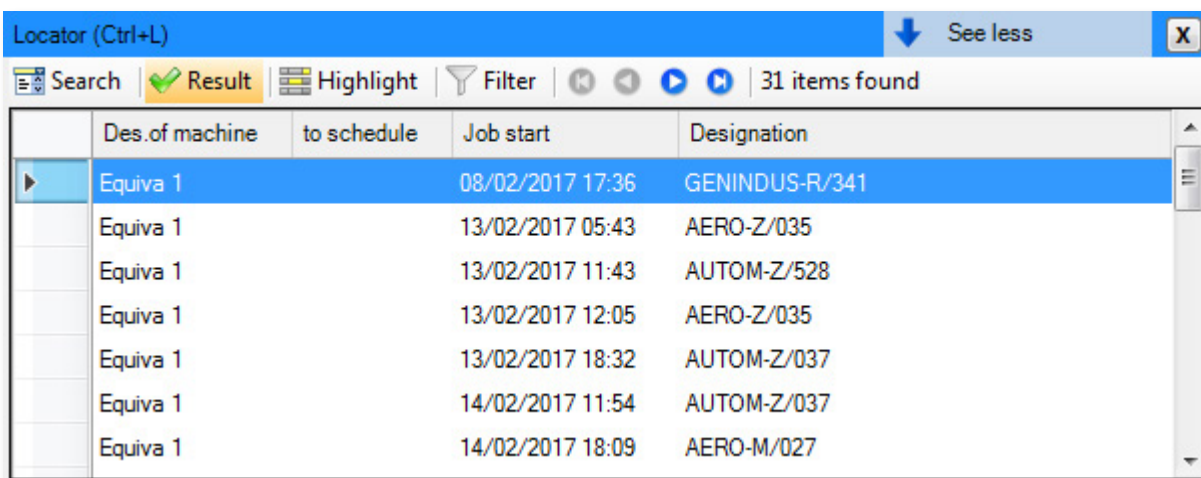 Locator (Ctrl+L) See less X
Search Result Highlight Filter 31 items found
Des.of machine to schedule Job start Designation
Equiva 1 08/02/2017 17:36 GENINDUS-R/341
Equiva 1 13/02/2017 05:43 AERO-Z/035
Equiva 1 13/02/2017 11:43 AUTOM-Z/528
Equiva 1 13/02/2017 12:05 AERO-Z/035
Equiva 1 13/02/2017 18:32 AUTOM-Z/037
Equiva 1 14/02/2017 11:54 AUTOM-Z/037
Equiva 1 14/02/2017 18:09 AERO-M/027